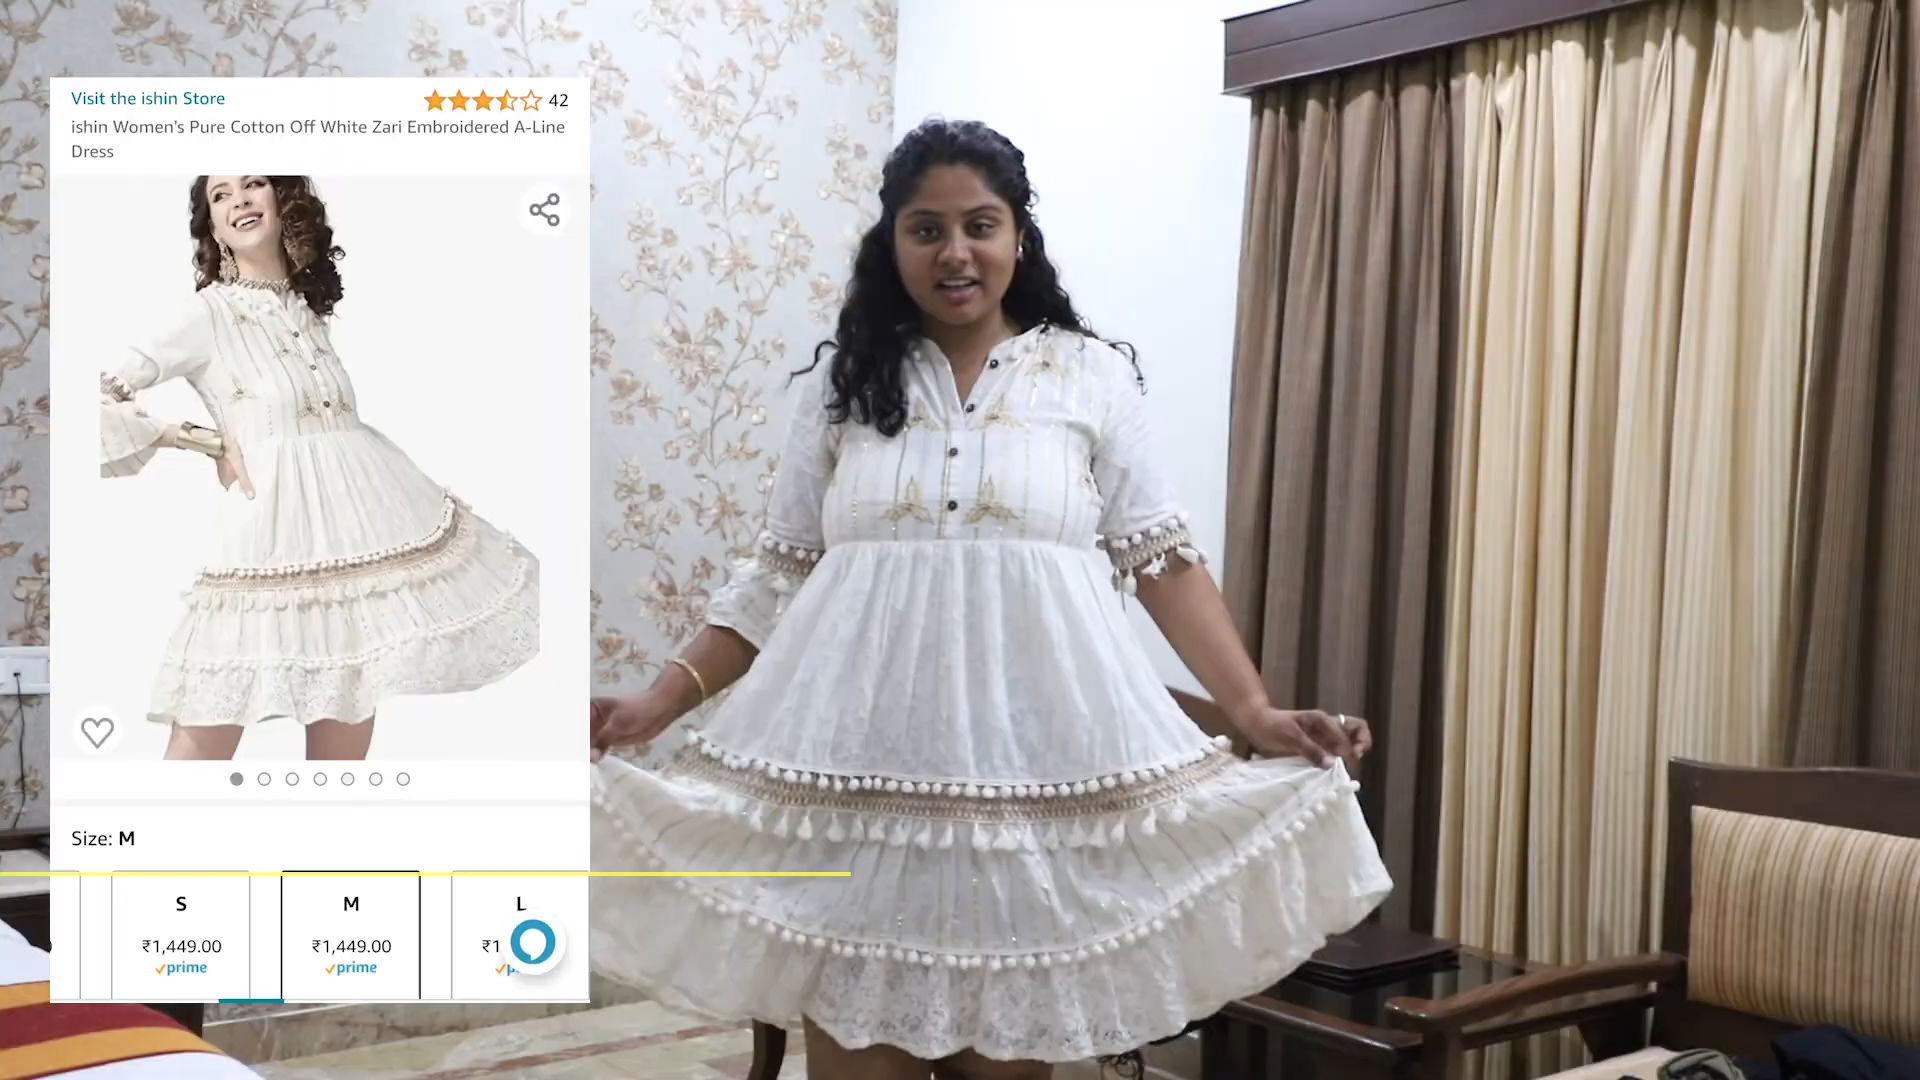 Visit the ishin Store
42
ishin Women's Pure Cotton Off White Zari Embroidered A-Line
Dress
Size: M
S
M
L
₹1,449.00
₹1,449.00
₹1
prime
prime